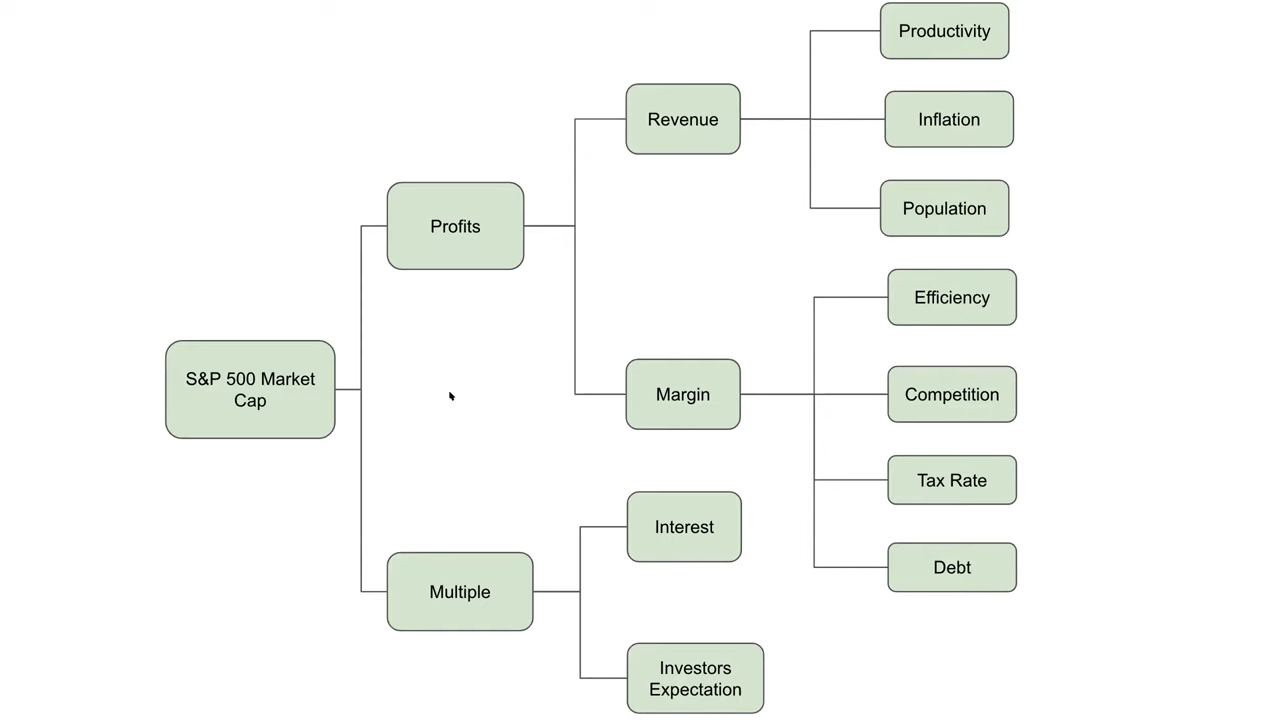 Productivity
Revenue
Inflation
Population
Profits
Efficiency
S&P 500 Market
Cap
Margin
Competition
Tax Rate
Interest
Debt
Multiple
Investors
Expectation